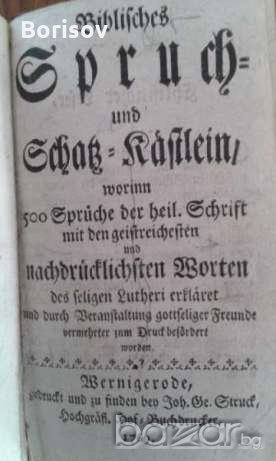 Borisov
Biblisches
Spruch-
und
Schatz-Kästlein/
worinn
500 Sprüche der heil. Schrift
mit den geistreichesten
und
nachdrücklichsten Worten
des seligen Lutheri erkläret
und durch Veranstaltung gottseliger Freunde
vermehrter zum Druck befördert
worden.
Wernigerode,
gedruckt und zu finden bey Joh. Ge. Struck,
Hochgräfl. Hof-Buchdrucker,
bazar.bg